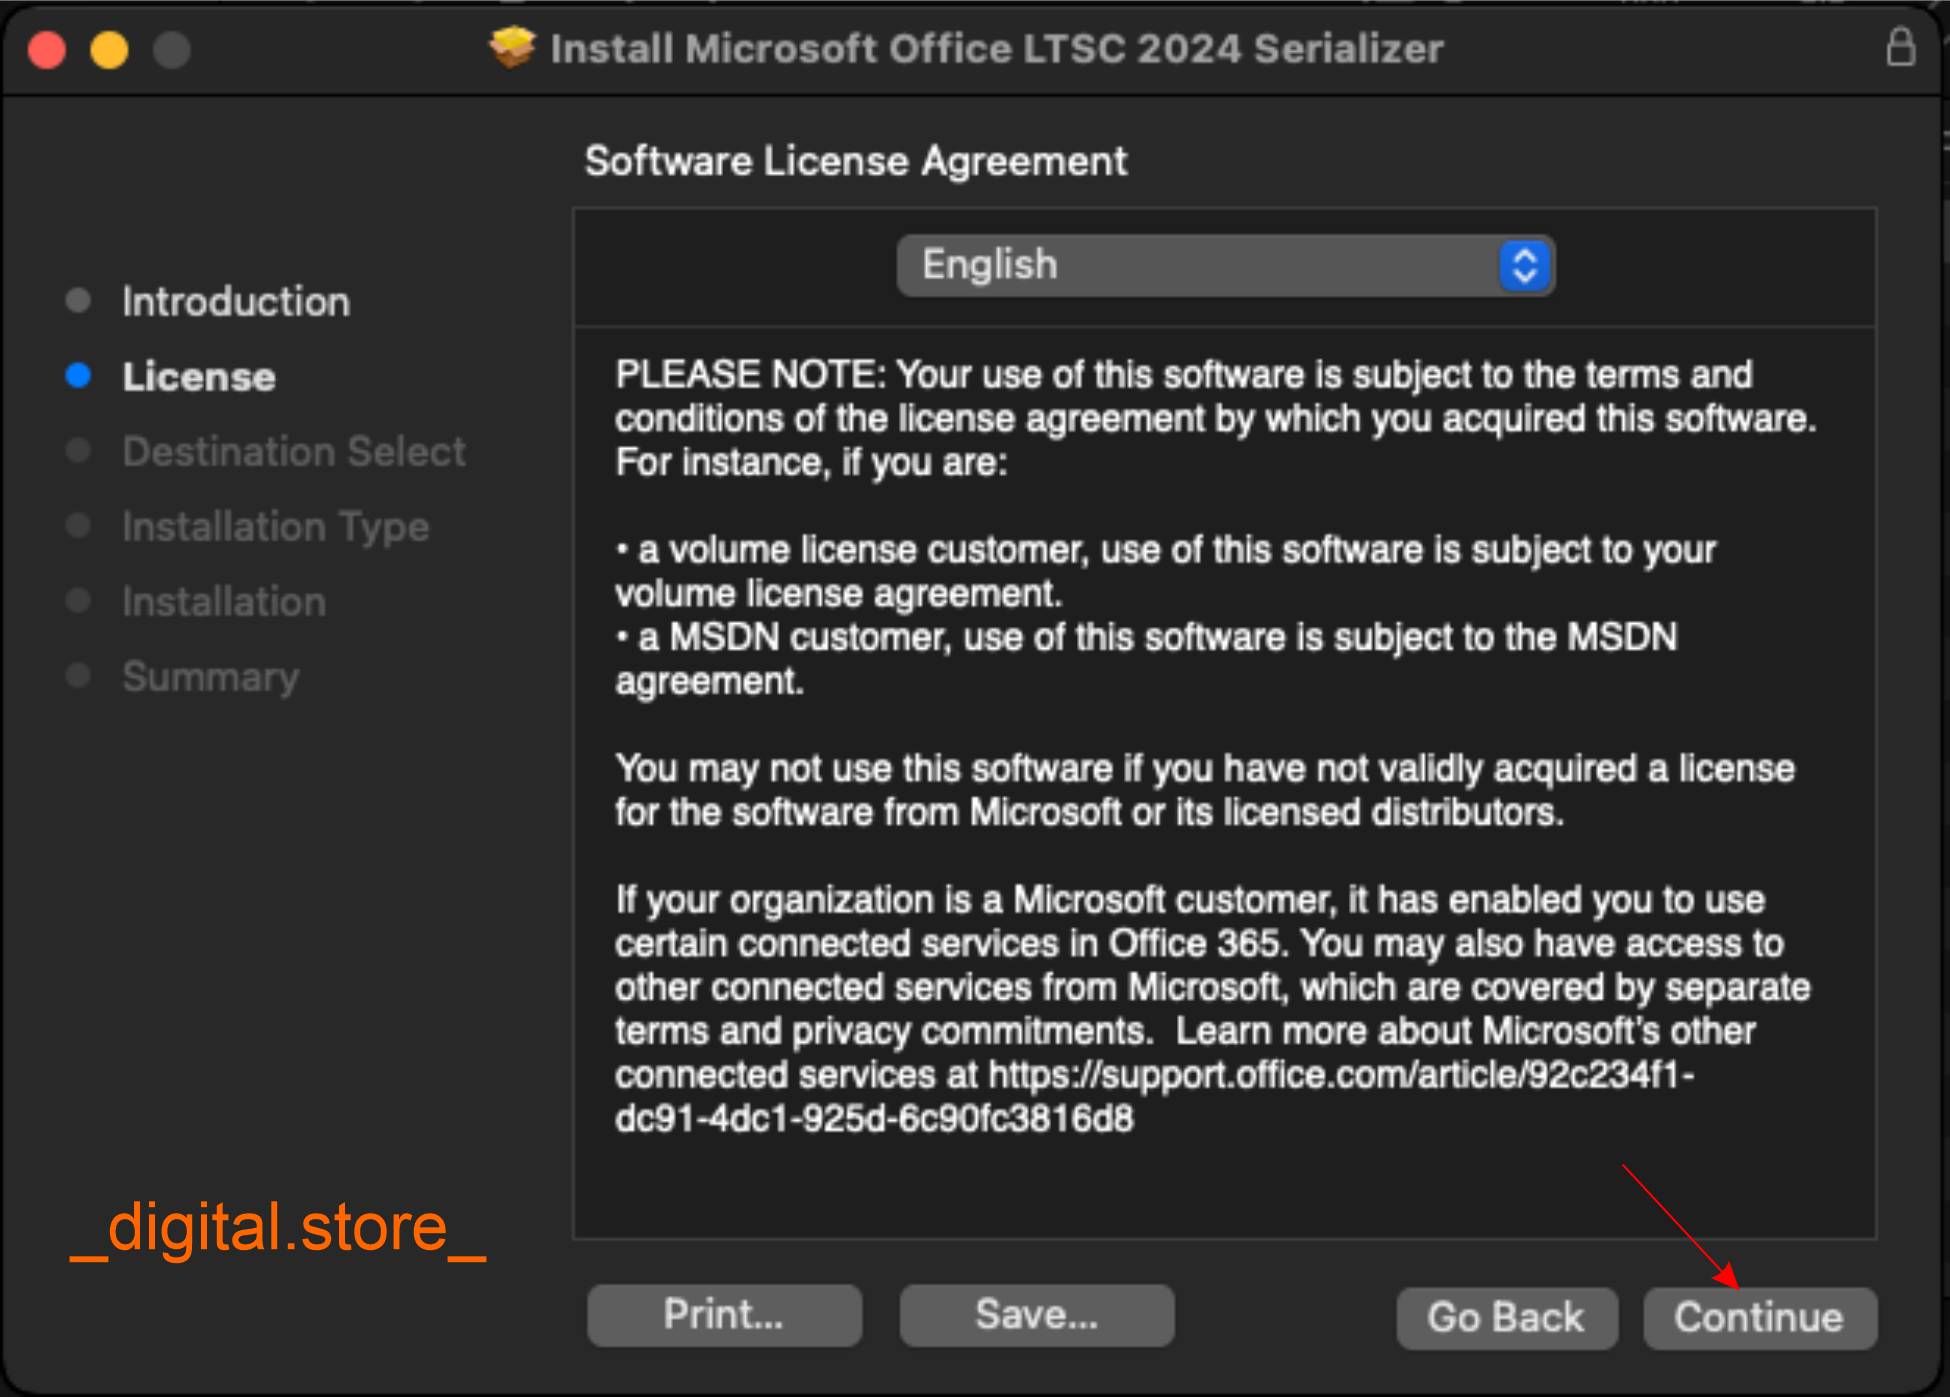 Install Microsoft Office LTSC 2024 Serializer
Software License Agreement
English
Introduction
License
Destination Select
Installation Type
Installation
Summary
PLEASE NOTE: Your use of this software is subject to the terms and
conditions of the license agreement by which you acquired this software.
For instance, if you are:
• a volume license customer, use of this software is subject to your
volume license agreement.
• a MSDN customer, use of this software is subject to the MSDN
agreement.
You may not use this software if you have not validly acquired a license
for the software from Microsoft or its licensed distributors.
If your organization is a Microsoft customer, it has enabled you to use
certain connected services in Office 365. You may also have access to
other connected services from Microsoft, which are covered by separate
terms and privacy commitments.  Learn more about Microsoft's other
connected services at https://support.office.com/article/92c234f1-
dc91-4dc1-925d-6c90fc3816d8
_digital.store_
Print...
Save...
Go Back
Continue